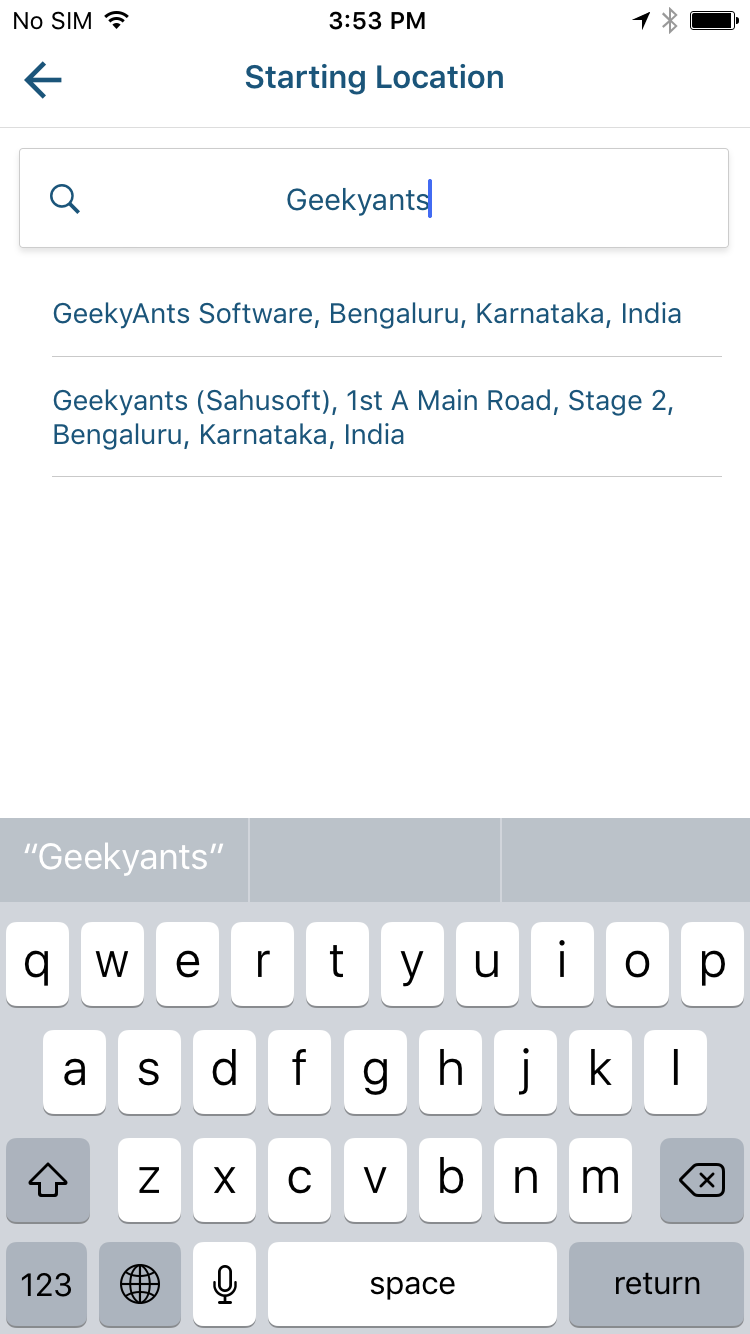 No SIM 3:53 PM
Starting Location
Geekyants
GeekyAnts Software, Bengaluru, Karnataka, India
Geekyants (Sahusoft), 1st A Main Road, Stage 2,
Bengaluru, Karnataka, India
“Geekyants”
q w e r t y u i o p
a s d f g h j k l
z x c v b n m
123 space return